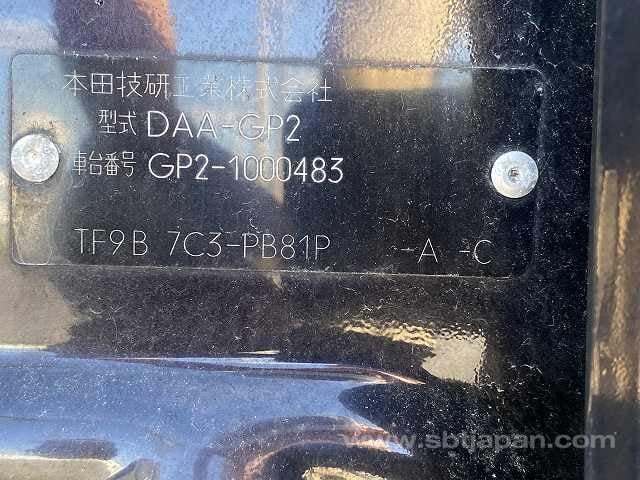 本田技研工業株式会社
型式 DAA-GP2
車台番号 GP2-1000483
TF9B 7C3-PB81P -A -C
www.sbtjapan.com